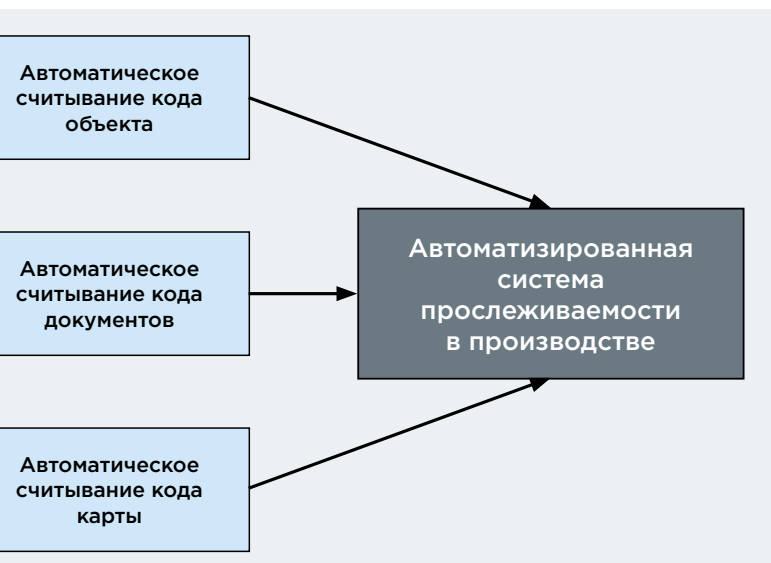 Автоматическое
считывание кода
объекта
Автоматическое
считывание кода
документов
Автоматическое
считывание кода
карты
Автоматизированная
система
прослеживаемости
в производстве